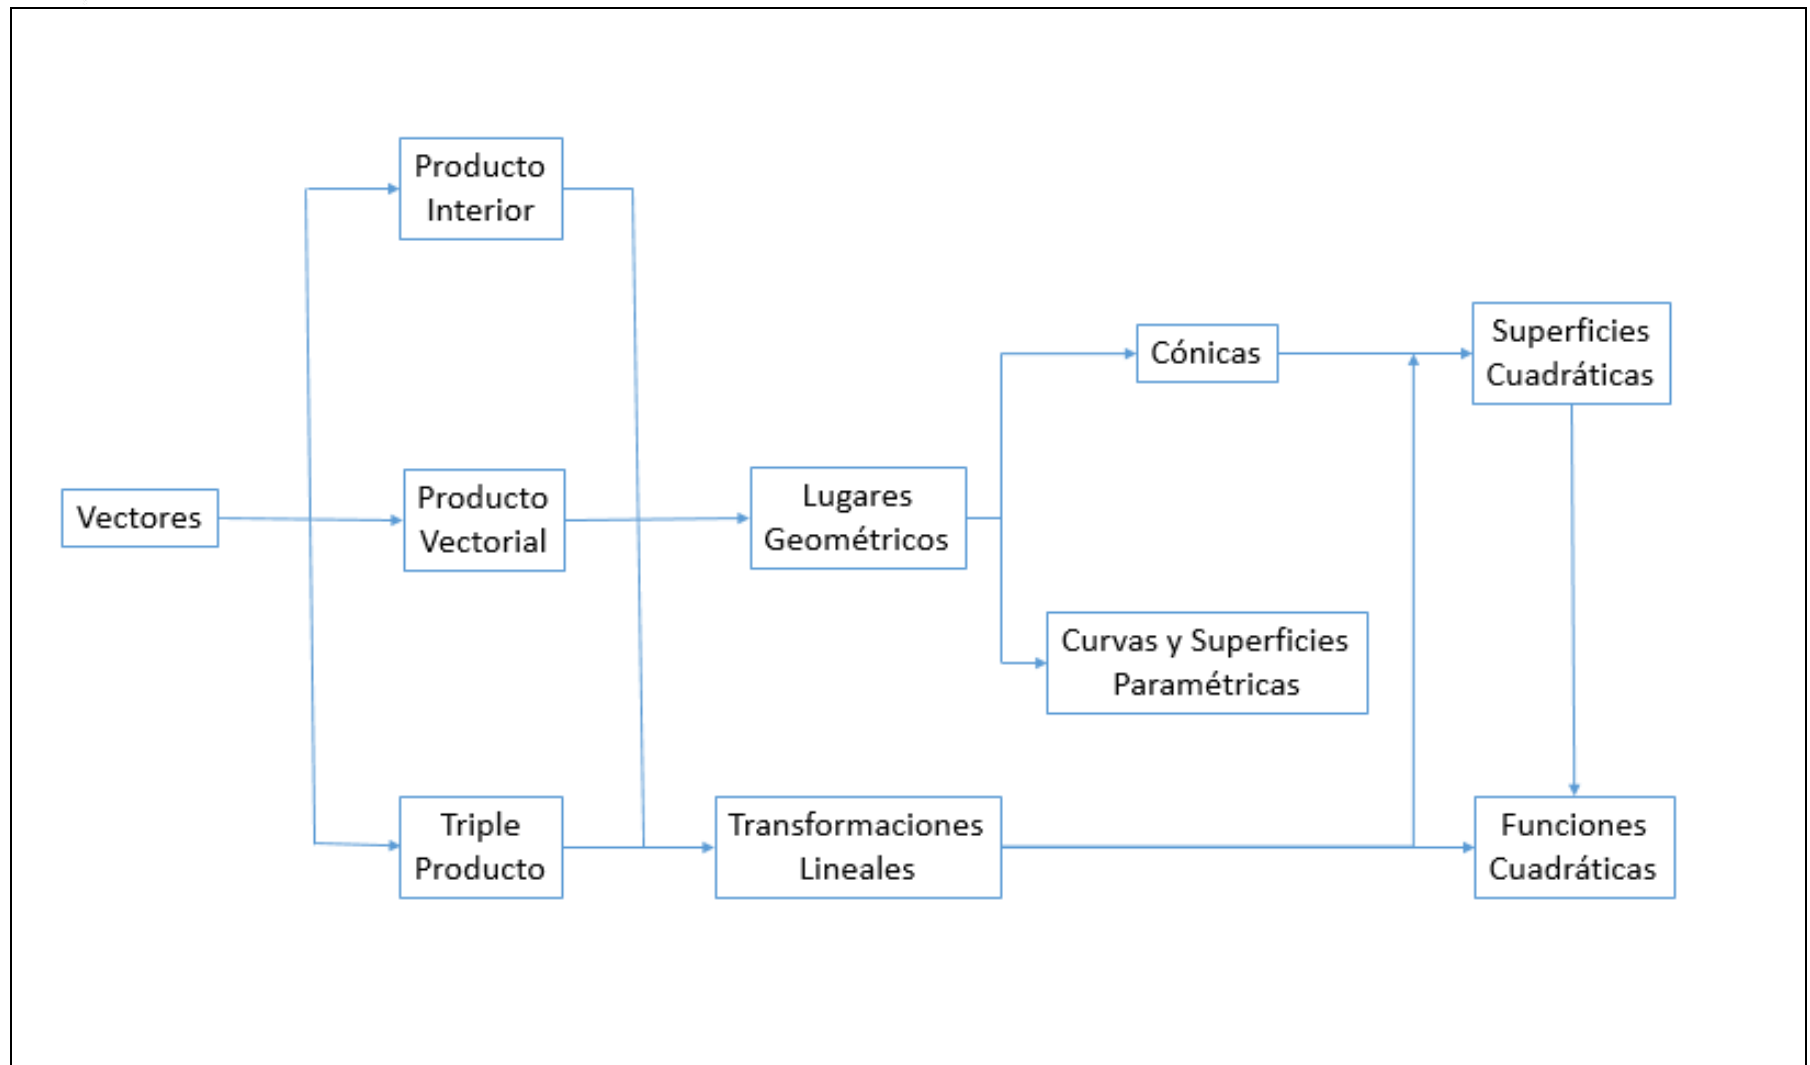 Producto
Interior
Vectores
Producto
Vectorial
Triple
Producto
Lugares
Geométricos
Transformaciones
Lineales
Cónicas
Curvas y Superficies
Paramétricas
Superficies
Cuadráticas
Funciones
Cuadráticas